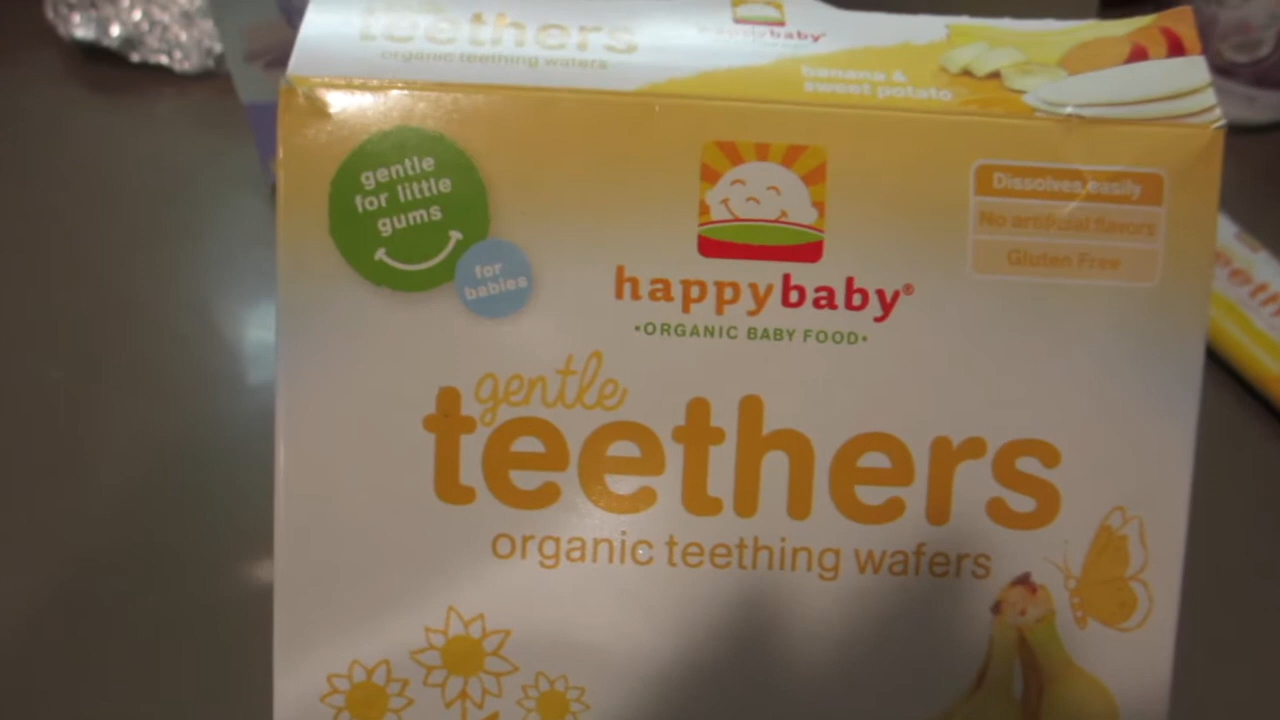 teethers
organic teething wafers
happybaby
banana &
sweet potato
gentle
for little
gums
for
babies
Dissolves easily
No artificial flavors
Gluten Free
happybaby®
•ORGANIC BABY FOOD•
gentle
teethers
organic teething wafers